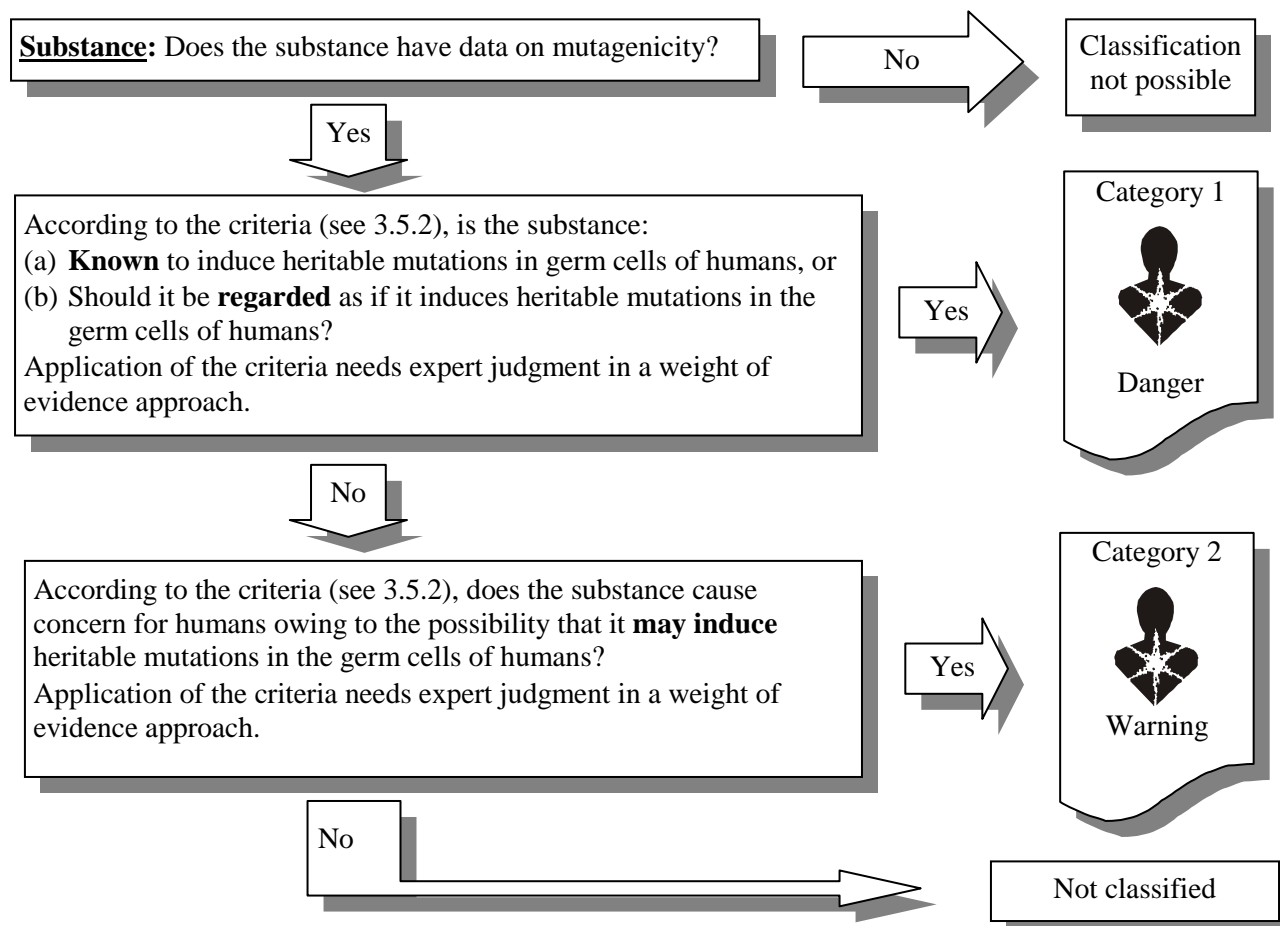 Substance: Does the substance have data on mutagenicity?
No
Classification
not possible
Yes
According to the criteria (see 3.5.2), is the substance:
(a) Known to induce heritable mutations in germ cells of humans, or
(b) Should it be regarded as if it induces heritable mutations in the
germ cells of humans?
Application of the criteria needs expert judgment in a weight of
evidence approach.
Yes
Category 1
Danger
No
According to the criteria (see 3.5.2), does the substance cause
concern for humans owing to the possibility that it may induce
heritable mutations in the germ cells of humans?
Application of the criteria needs expert judgment in a weight of
evidence approach.
Yes
Category 2
Warning
No
Not classified